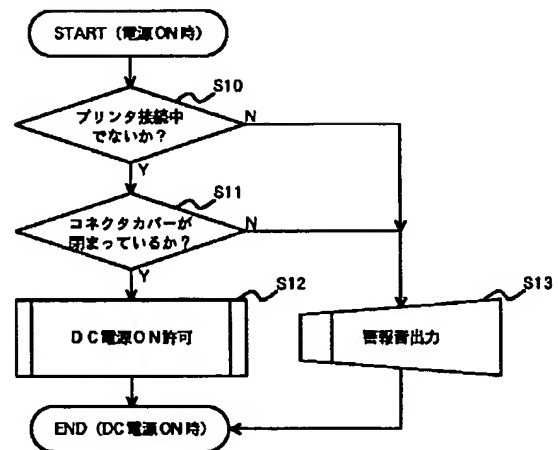 START (電源ON時)
S10
プリンタ接続中
でないか?
N
Y
S11
コネクタカバーが
閉まっているか?
N
Y
S12
DC電源ON許可
S13
警報音出力
END (DC電源ON時)